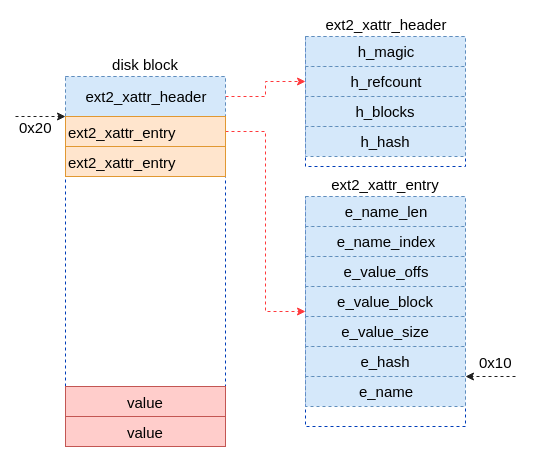 ext2_xattr_header
h_magic
h_refcount
h_blocks
h_hash
disk block
ext2_xattr_header
0x20
ext2_xattr_entry
ext2_xattr_entry
value
value
ext2_xattr_entry
e_name_len
e_name_index
e_value_offs
e_value_block
e_value_size
e_hash
0x10
e_name